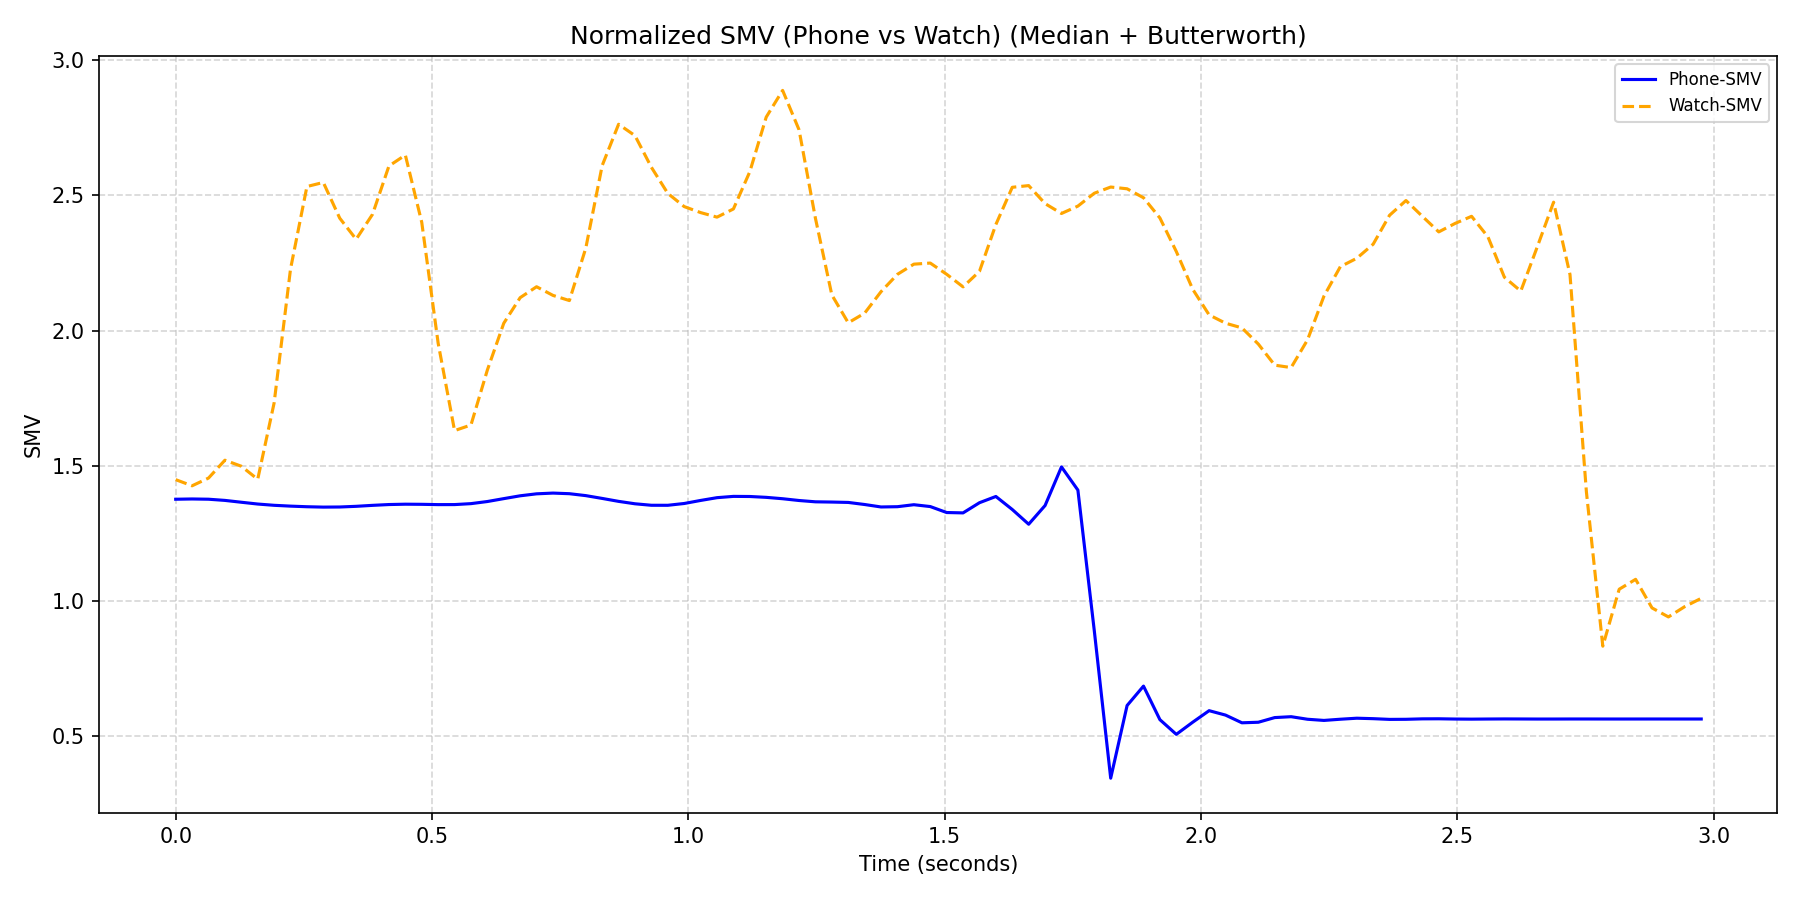 Normalized SMV (Phone vs Watch) (Median + Butterworth)
Phone-SMV
Watch-SMV
SMV
3.0
2.5
2.0
1.5
1.0
0.5
0.0 0.5 1.0 1.5 2.0 2.5 3.0
Time (seconds)